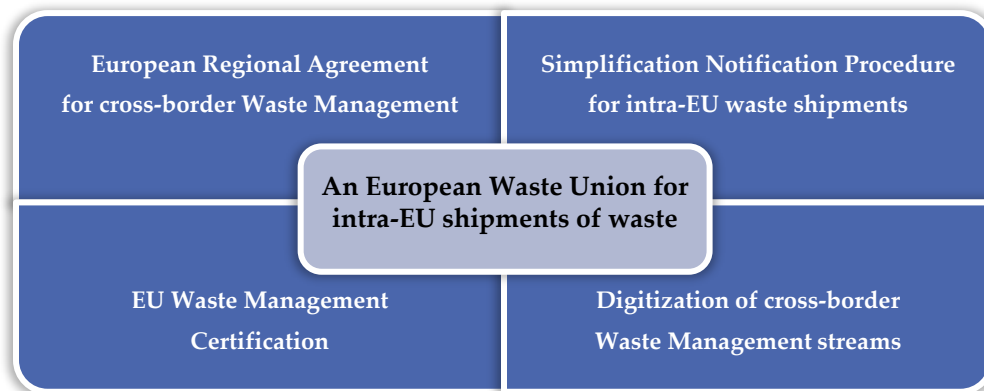 European Regional Agreement
for cross-border Waste Management
Simplification Notification Procedure
for intra-EU waste shipments
An European Waste Union for
intra-EU shipments of waste
EU Waste Management
Certification
Digitization of cross-border
Waste Management streams